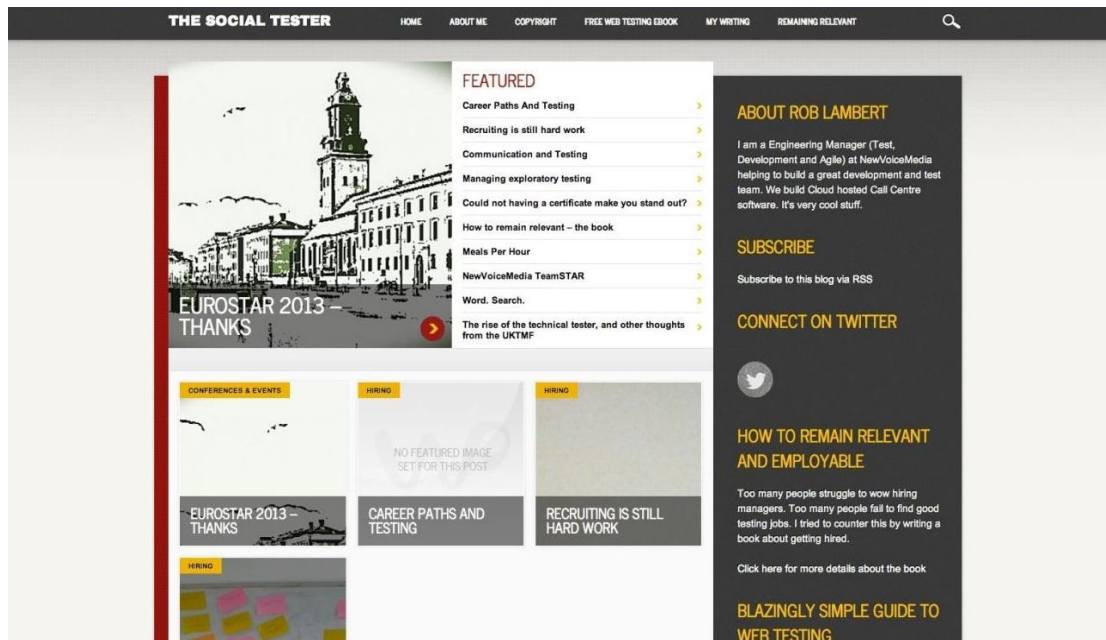 THE SOCIAL TESTER
HOME
ABOUT ME
COPYRIGHT
FREE WEB TESTING EBOOK
MY WRITING
REMAINING RELEVANT
EUROSTAR 2013 –
THANKS
FEATURED
Career Paths And Testing
Recruiting is still hard work
Communication and Testing
Managing exploratory testing
Could not having a certificate make you stand out?
How to remain relevant – the book
Meals Per Hour
NewVoiceMedia TeamSTAR
Word. Search.
The rise of the technical tester, and other thoughts
from the UKTMF
CONFERENCES & EVENTS
EUROSTAR 2013 –
THANKS
HIRING
NO FEATURED IMAGE
SET FOR THIS POST
CAREER PATHS AND
TESTING
HIRING
RECRUITING IS STILL
HARD WORK
HIRING
ABOUT ROB LAMBERT
I am a Engineering Manager (Test,
Development and Agile) at NewVoiceMedia
helping to build a great development and test
team. We build Cloud hosted Call Centre
software. It's very cool stuff.
SUBSCRIBE
Subscribe to this blog via RSS
CONNECT ON TWITTER
HOW TO REMAIN RELEVANT
AND EMPLOYABLE
Too many people struggle to wow hiring
managers. Too many people fail to find good
testing jobs. I tried to counter this by writing a
book about getting hired.
Click here for more details about the book
BLAZINGLY SIMPLE GUIDE TO
WEB TESTING